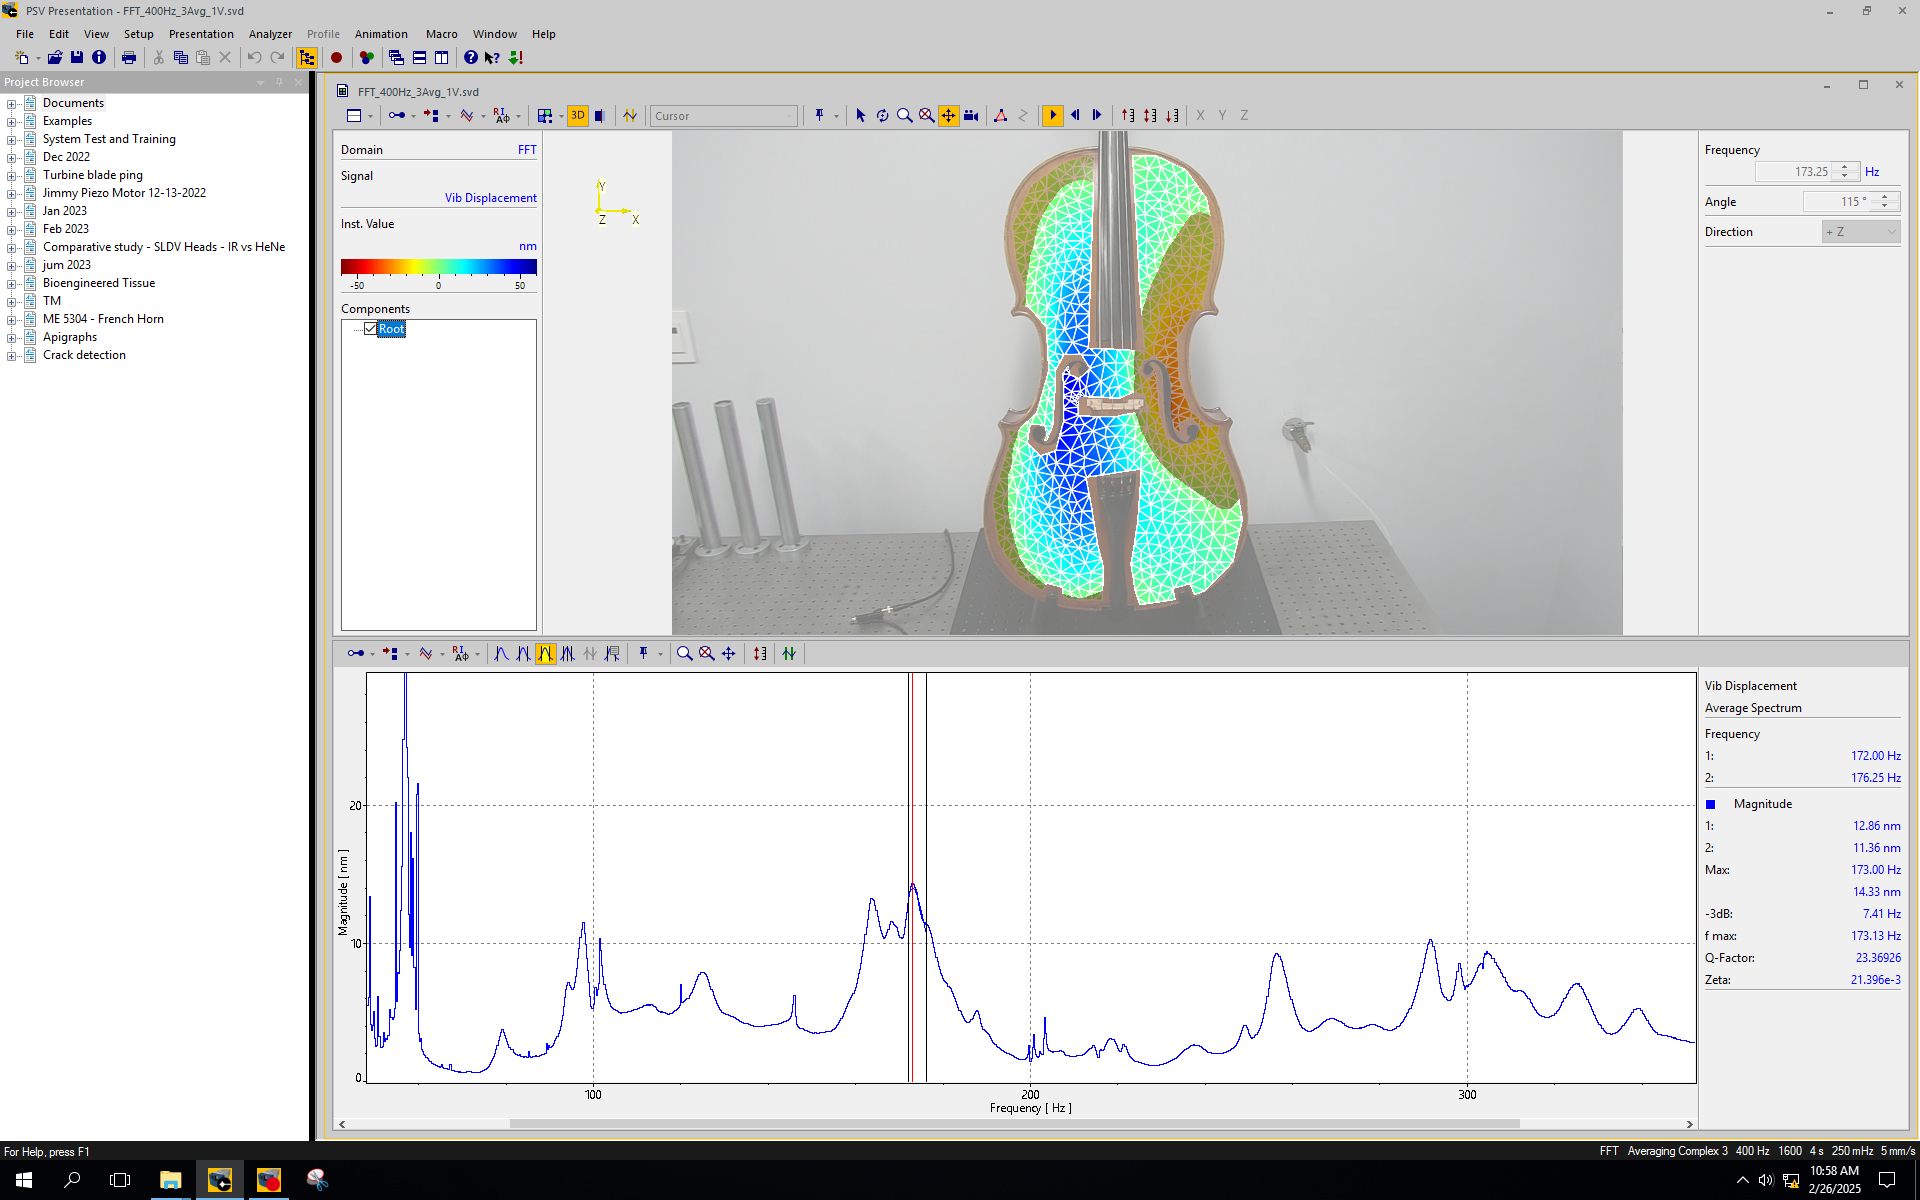 PSV Presentation - FFT_400Hz_3Avg_1V.svd
File Edit View Setup Presentation Analyzer Profile Animation Macro Window Help
Project Browser
Documents
Examples
System Test and Training
Dec 2022
Turbine blade ping
Jimmy Piezo Motor 12-13-2022
Jan 2023
Feb 2023
Comparative study - SLDV Heads - IR vs HeNe
jum 2023
Bioengineered Tissue
TM
ME 5304 - French Horn
Apigraphs
Crack detection
FFT_400Hz_3Avg_1V.svd
3D Cursor X Y Z
Domain FFT
Signal
Vib Displacement
Inst. Value
nm
-50 0 50
Components
Root
Y
Z X
Frequency
173.25 Hz
Angle 115 °
Direction + Z
Vib Displacement
Average Spectrum
Frequency
1: 172.00 Hz
2: 176.25 Hz
Magnitude
1: 12.86 nm
2: 11.36 nm
Max: 173.00 Hz
14.33 nm
-3dB: 7.41 Hz
f max: 173.13 Hz
Q-Factor: 23.36926
Zeta: 21.396e-3
Magnitude [ nm ]
20
10
0
100 200 300
Frequency [ Hz ]
For Help, press F1
FFT Averaging Complex 3 400 Hz 1600 4 s 250 mHz 5 mm/s
10:58 AM
2/26/2025